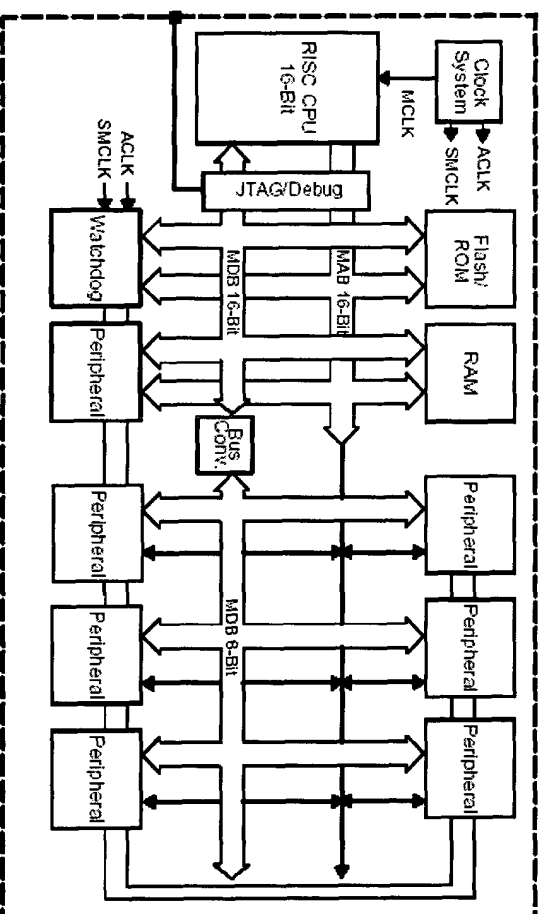 Clock
System
ACLK
SMCLK
MCLK
RISC CPU
16-Bit
JTAG/Debug
ACLK
SMCLK
Flash/
ROM
RAM
Peripheral
Peripheral
Peripheral
MAB 16-Bit
MDB 16-Bit
Bus
Conv.
MDB 8-Bit
Watchdog
Peripheral
Peripheral
Peripheral
Peripheral